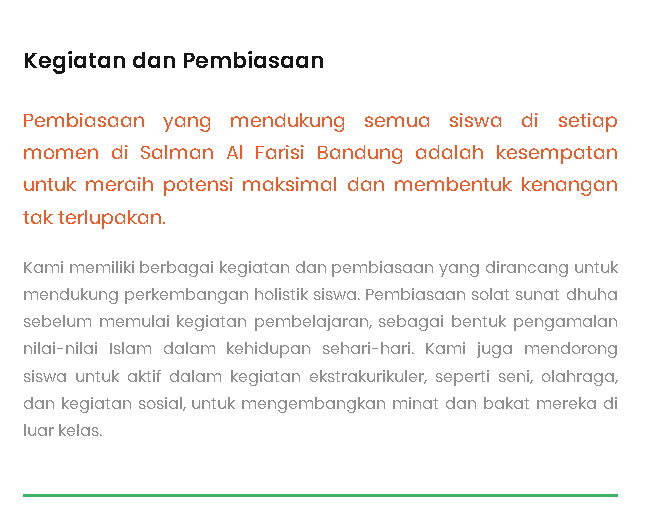 Kegiatan dan Pembiasaan
Pembiasaan yang mendukung semua siswa di setiap
momen di Salman Al Farisi Bandung adalah kesempatan
untuk meraih potensi maksimal dan membentuk kenangan
tak terlupakan.
Kami memiliki berbagai kegiatan dan pembiasaan yang dirancang untuk
mendukung perkembangan holistik siswa. Pembiasaan solat sunat dhuha
sebelum memulai kegiatan pembelajaran, sebagai bentuk pengamalan
nilai-nilai Islam dalam kehidupan sehari-hari. Kami juga mendorong
siswa untuk aktif dalam kegiatan ekstrakurikuler, seperti seni, olahraga,
dan kegiatan sosial, untuk mengembangkan minat dan bakat mereka di
luar kelas.